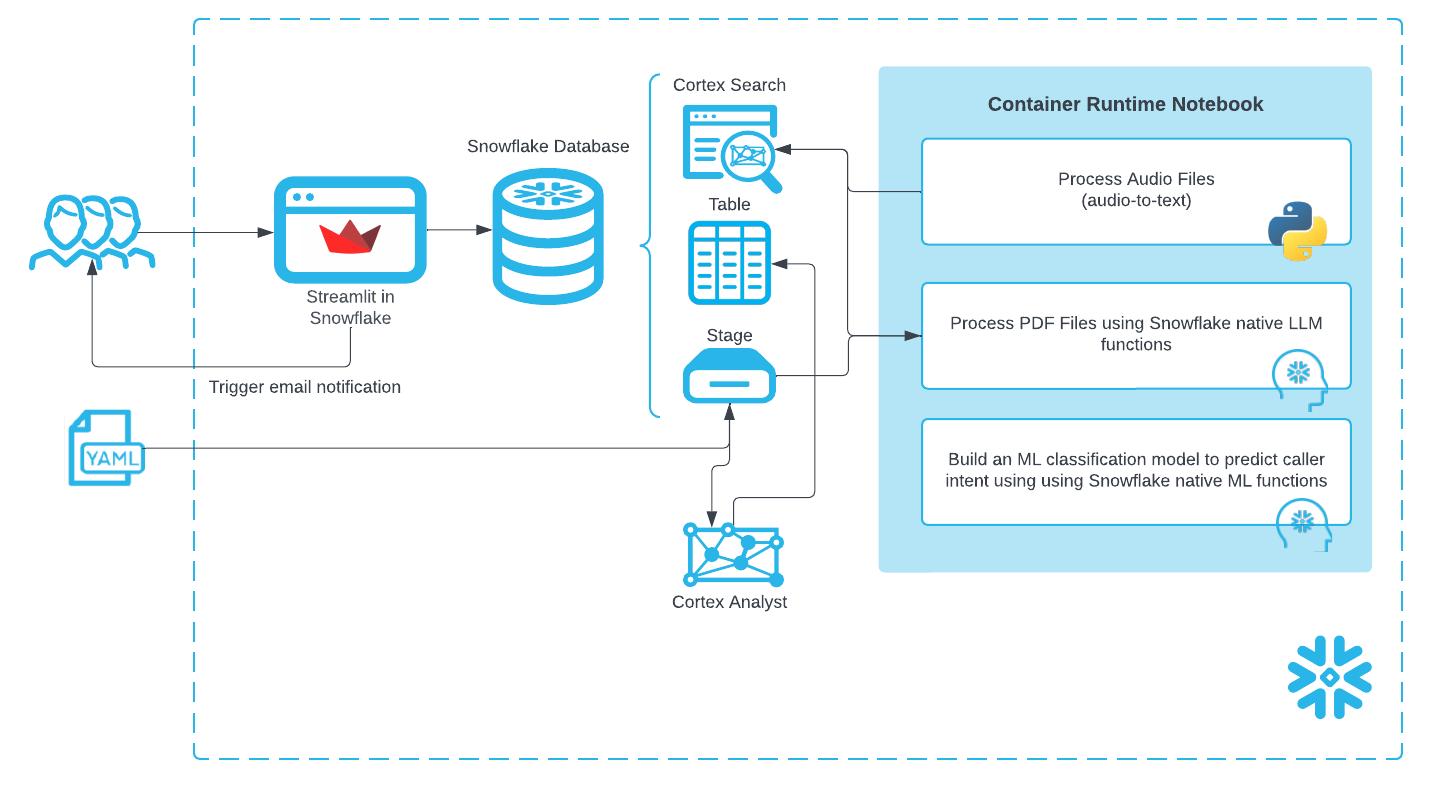 Cortex Search
Container Runtime Notebook
Snowflake Database
Process Audio Files
(audio-to-text)
Table
Streamlit in
Snowflake
Stage
Process PDF Files using Snowflake native LLM
functions
Trigger email notification
YAML
Build an ML classification model to predict caller
intent using using Snowflake native ML functions
Cortex Analyst